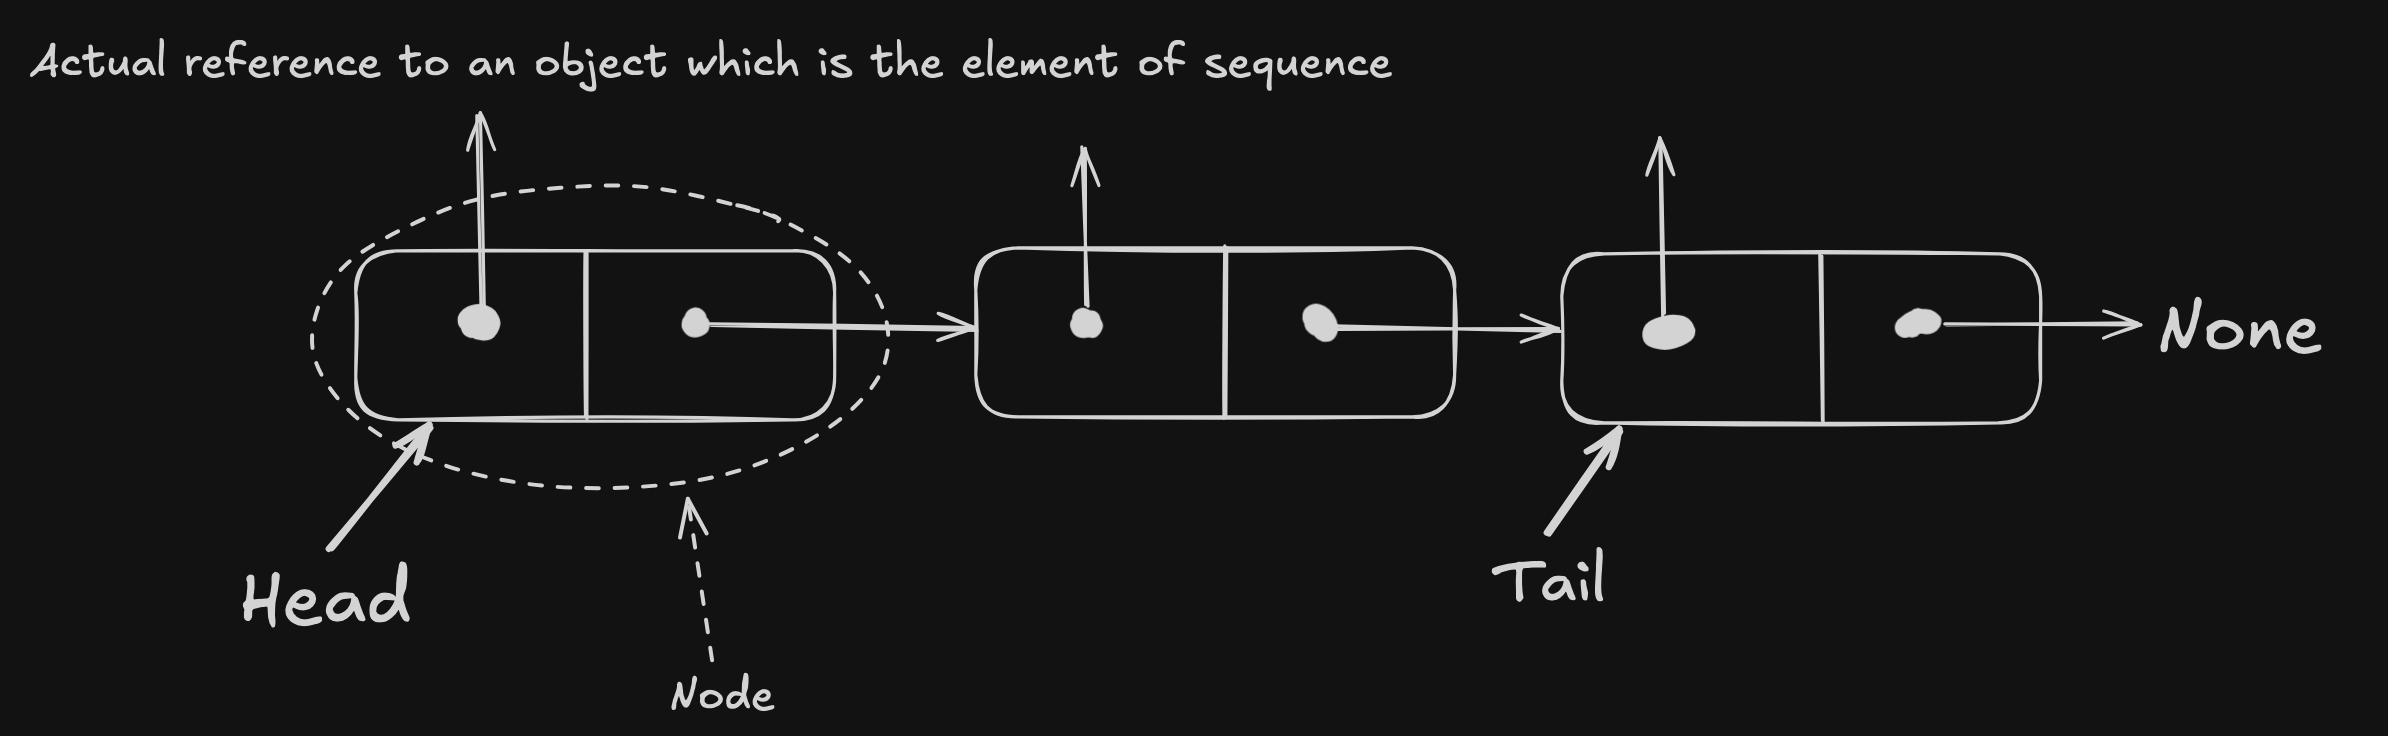 Actual reference to an object which is the element of sequence
None
Head
Tail
Node